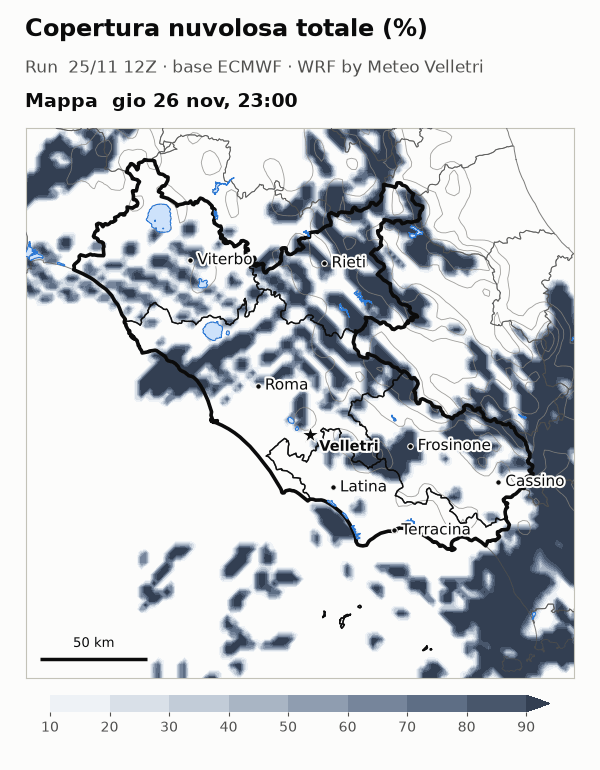 Copertura nuvolosa totale (%)
Run  25/11 12Z · base ECMWF · WRF by Meteo Velletri
Mappa  gio 26 nov, 23:00
Viterbo
Rieti
Roma
Velletri
Frosinone
Cassino
Latina
Terracina
50 km
10 20 30 40 50 60 70 80 90